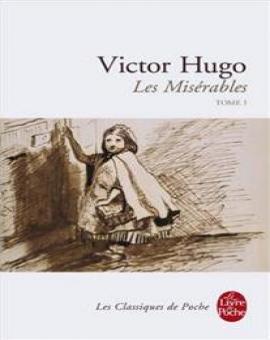 Victor Hugo
Les Misérables
TOME I
Les Classiques de Poche
Le
Livre
de
Poche